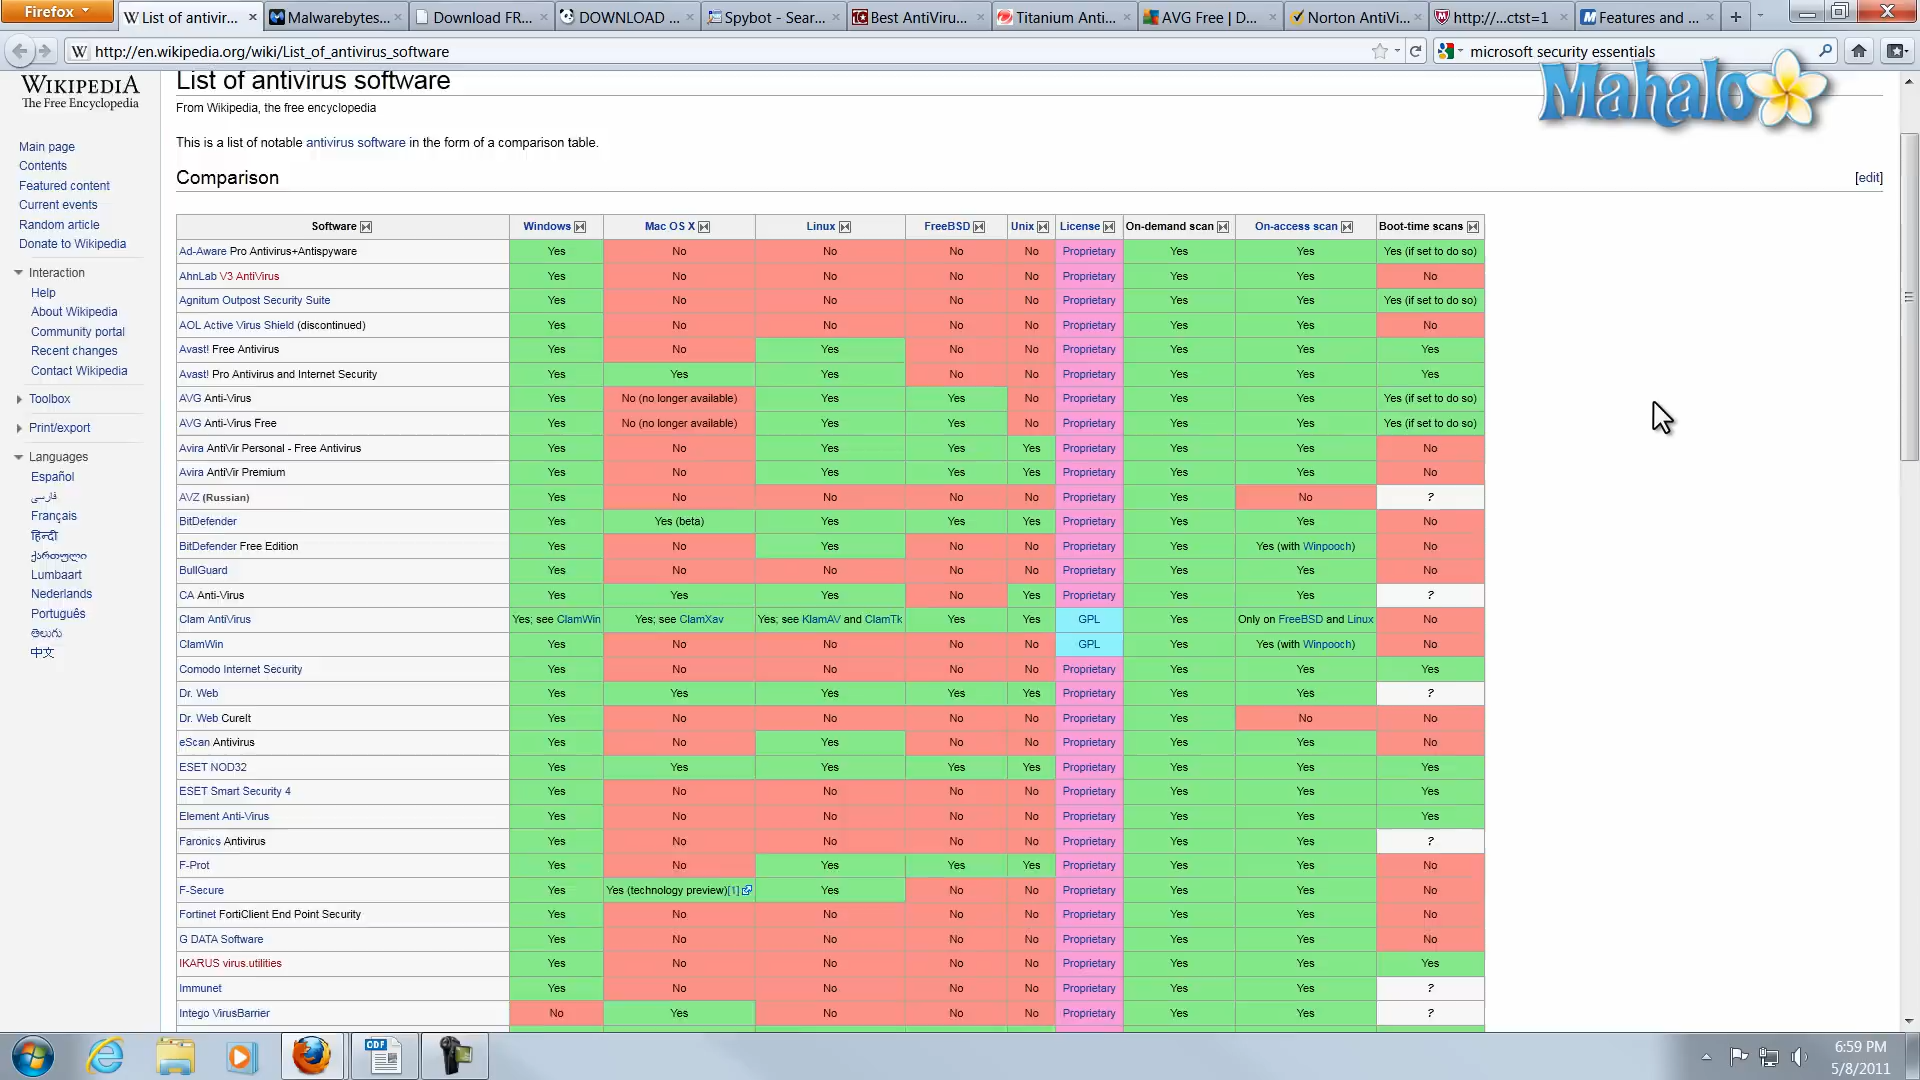 Firefox
List of antivir...
Malwarebytes...
Download FR...
DOWNLOAD ...
Spybot - Sear...
Best AntiViru...
Titanium Anti...
AVG Free | D...
Norton AntiVi...
http://...ctst=1
Features and ...
http://en.wikipedia.org/wiki/List_of_antivirus_software
microsoft security essentials
Mahalo
WIKIPEDIA
The Free Encyclopedia
Main page
Contents
Featured content
Current events
Random article
Donate to Wikipedia
Interaction
Help
About Wikipedia
Community portal
Recent changes
Contact Wikipedia
Toolbox
Print/export
Languages
Español
فارسی
Français
हिन्दी
ქართული
Lumbaart
Nederlands
Português
తెలుగు
中文
List of antivirus software
From Wikipedia, the free encyclopedia
This is a list of notable antivirus software in the form of a comparison table.
Comparison [edit]
Software Windows Mac OS X Linux FreeBSD Unix License On-demand scan On-access scan Boot-time scans
Ad-Aware Pro Antivirus+Antispyware Yes No No No No Proprietary Yes Yes Yes (if set to do so)
AhnLab V3 AntiVirus Yes No No No No Proprietary Yes Yes No
Agnitum Outpost Security Suite Yes No No No No Proprietary Yes Yes Yes (if set to do so)
AOL Active Virus Shield (discontinued) Yes No No No No Proprietary Yes Yes No
Avast! Free Antivirus Yes No Yes No No Proprietary Yes Yes Yes
Avast! Pro Antivirus and Internet Security Yes Yes Yes No No Proprietary Yes Yes Yes
AVG Anti-Virus Yes No (no longer available) Yes Yes No Proprietary Yes Yes Yes (if set to do so)
AVG Anti-Virus Free Yes No (no longer available) Yes Yes No Proprietary Yes Yes Yes (if set to do so)
Avira AntiVir Personal - Free Antivirus Yes No Yes Yes Yes Proprietary Yes Yes No
Avira AntiVir Premium Yes No Yes Yes Yes Proprietary Yes Yes No
AVZ (Russian) Yes No No No No Proprietary Yes No ?
BitDefender Yes Yes (beta) Yes Yes Yes Proprietary Yes Yes No
BitDefender Free Edition Yes No Yes No No Proprietary Yes Yes (with Winpooch) No
BullGuard Yes No No No No Proprietary Yes Yes No
CA Anti-Virus Yes Yes Yes No Yes Proprietary Yes Yes ?
Clam AntiVirus Yes; see ClamWin Yes; see ClamXav Yes; see KlamAV and ClamTk Yes Yes GPL Yes Only on FreeBSD and Linux No
ClamWin Yes No No No No GPL Yes Yes (with Winpooch) No
Comodo Internet Security Yes No No No No Proprietary Yes Yes Yes
Dr. Web Yes Yes Yes Yes Yes Proprietary Yes Yes ?
Dr. Web CureIt Yes No No No No Proprietary Yes No No
eScan Antivirus Yes No Yes No No Proprietary Yes Yes No
ESET NOD32 Yes Yes Yes Yes Yes Proprietary Yes Yes Yes
ESET Smart Security 4 Yes No No No No Proprietary Yes Yes Yes
Element Anti-Virus Yes No No No No Proprietary Yes Yes Yes
Faronics Antivirus Yes No No No No Proprietary Yes Yes ?
F-Prot Yes No Yes Yes Yes Proprietary Yes Yes No
F-Secure Yes Yes (technology preview)[1] Yes No No Proprietary Yes Yes No
Fortinet FortiClient End Point Security Yes No No No No Proprietary Yes Yes No
G DATA Software Yes No No No No Proprietary Yes Yes No
IKARUS virus.utilities Yes No No No No Proprietary Yes Yes Yes
Immunet Yes No No No No Proprietary Yes Yes ?
Intego VirusBarrier No Yes No No No Proprietary Yes Yes ?
ODF
6:59 PM
5/8/2011